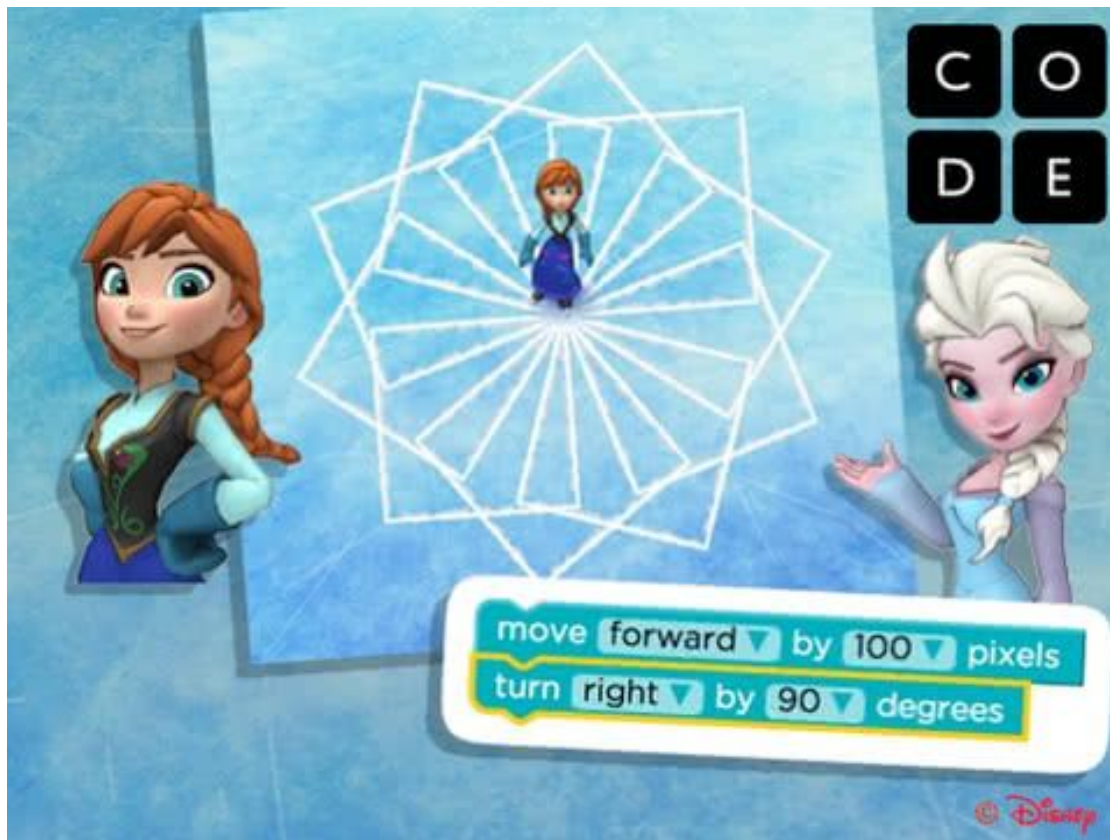 C O
D E
move forward ▼ by 100 ▼ pixels
turn right ▼ by 90 ▼ degrees
© Disney